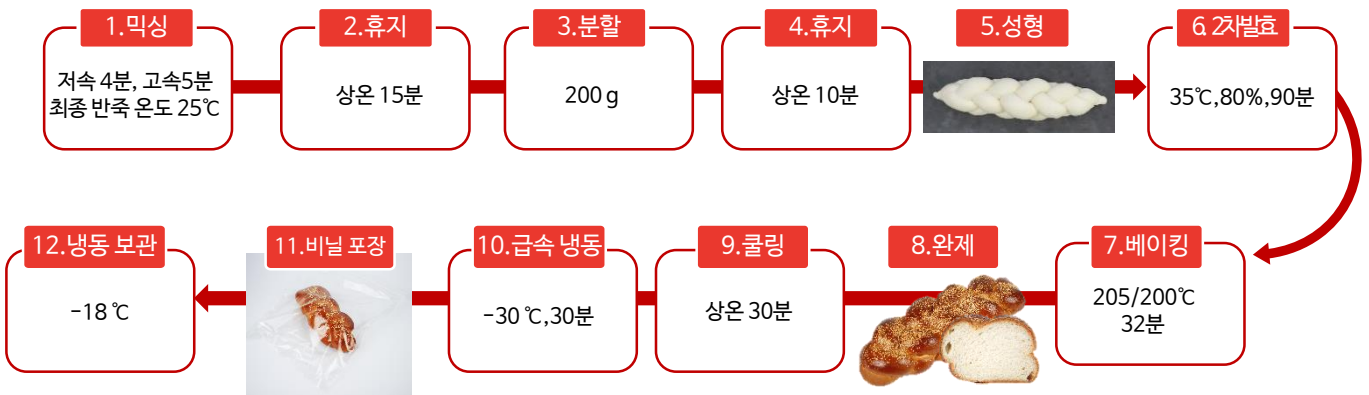 1.믹싱
저속 4분, 고속5분
최종 반죽 온도 25℃
2.휴지
상온 15분
3.분할
200 g
4.휴지
상온 10분
5.성형
6. 2차발효
35℃,80%,90분
7.베이킹
205/200℃
32분
8.완제
9.쿨링
상온 30분
10.급속 냉동
-30 ℃,30분
11.비닐 포장
12.냉동 보관
-18 ℃